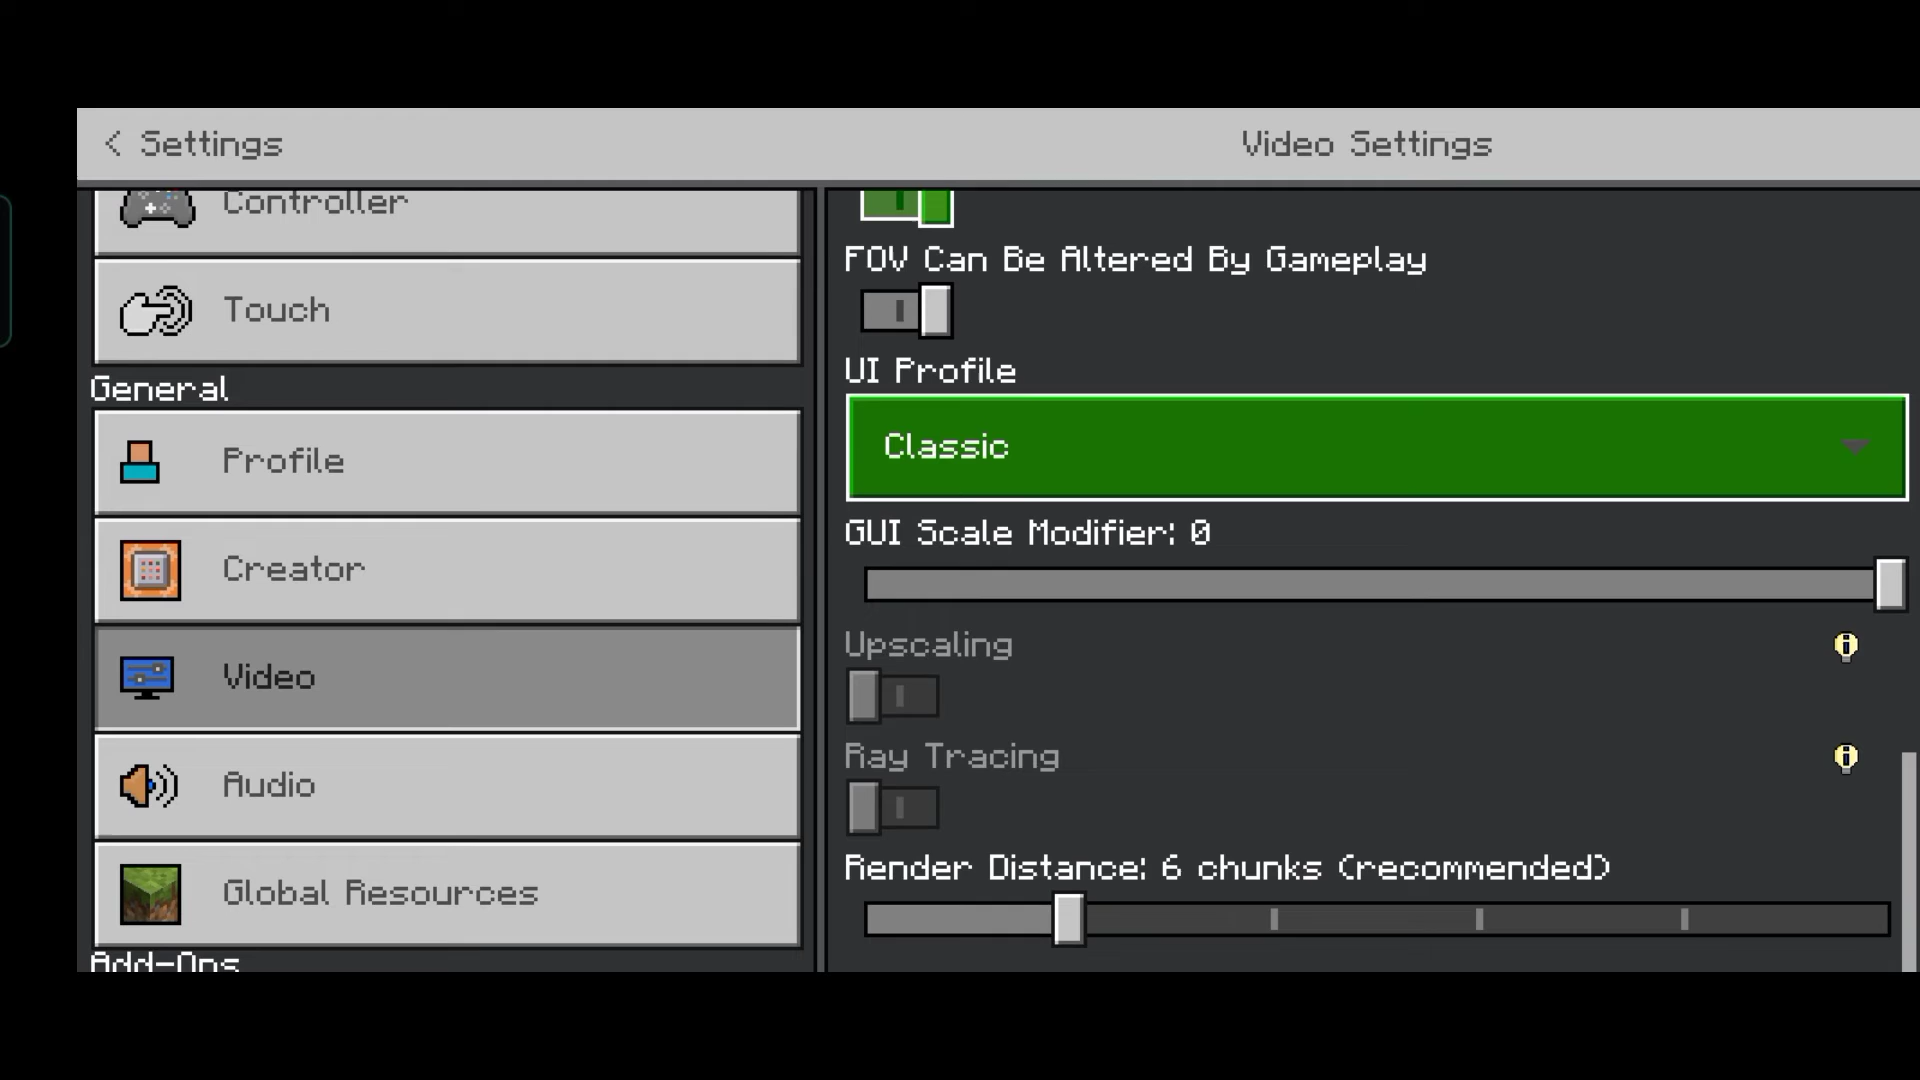 Settings
Video Settings
Controller
Touch
General
Profile
Creator
Video
Audio
Global Resources
Add-Ons
FOV Can Be Altered By Gameplay
UI Profile
Classic
GUI Scale Modifier: 0
Upscaling
Ray Tracing
Render Distance: 6 chunks (recommended)